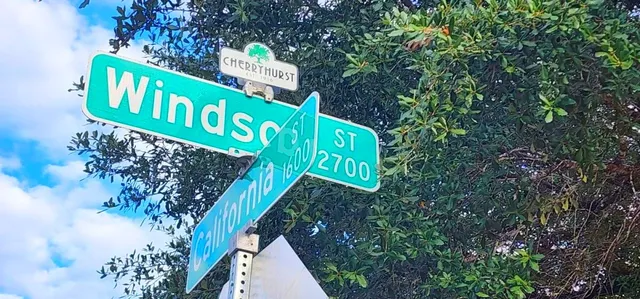 CHERRYHURST
Windso
ST
2700
California
ST
1600